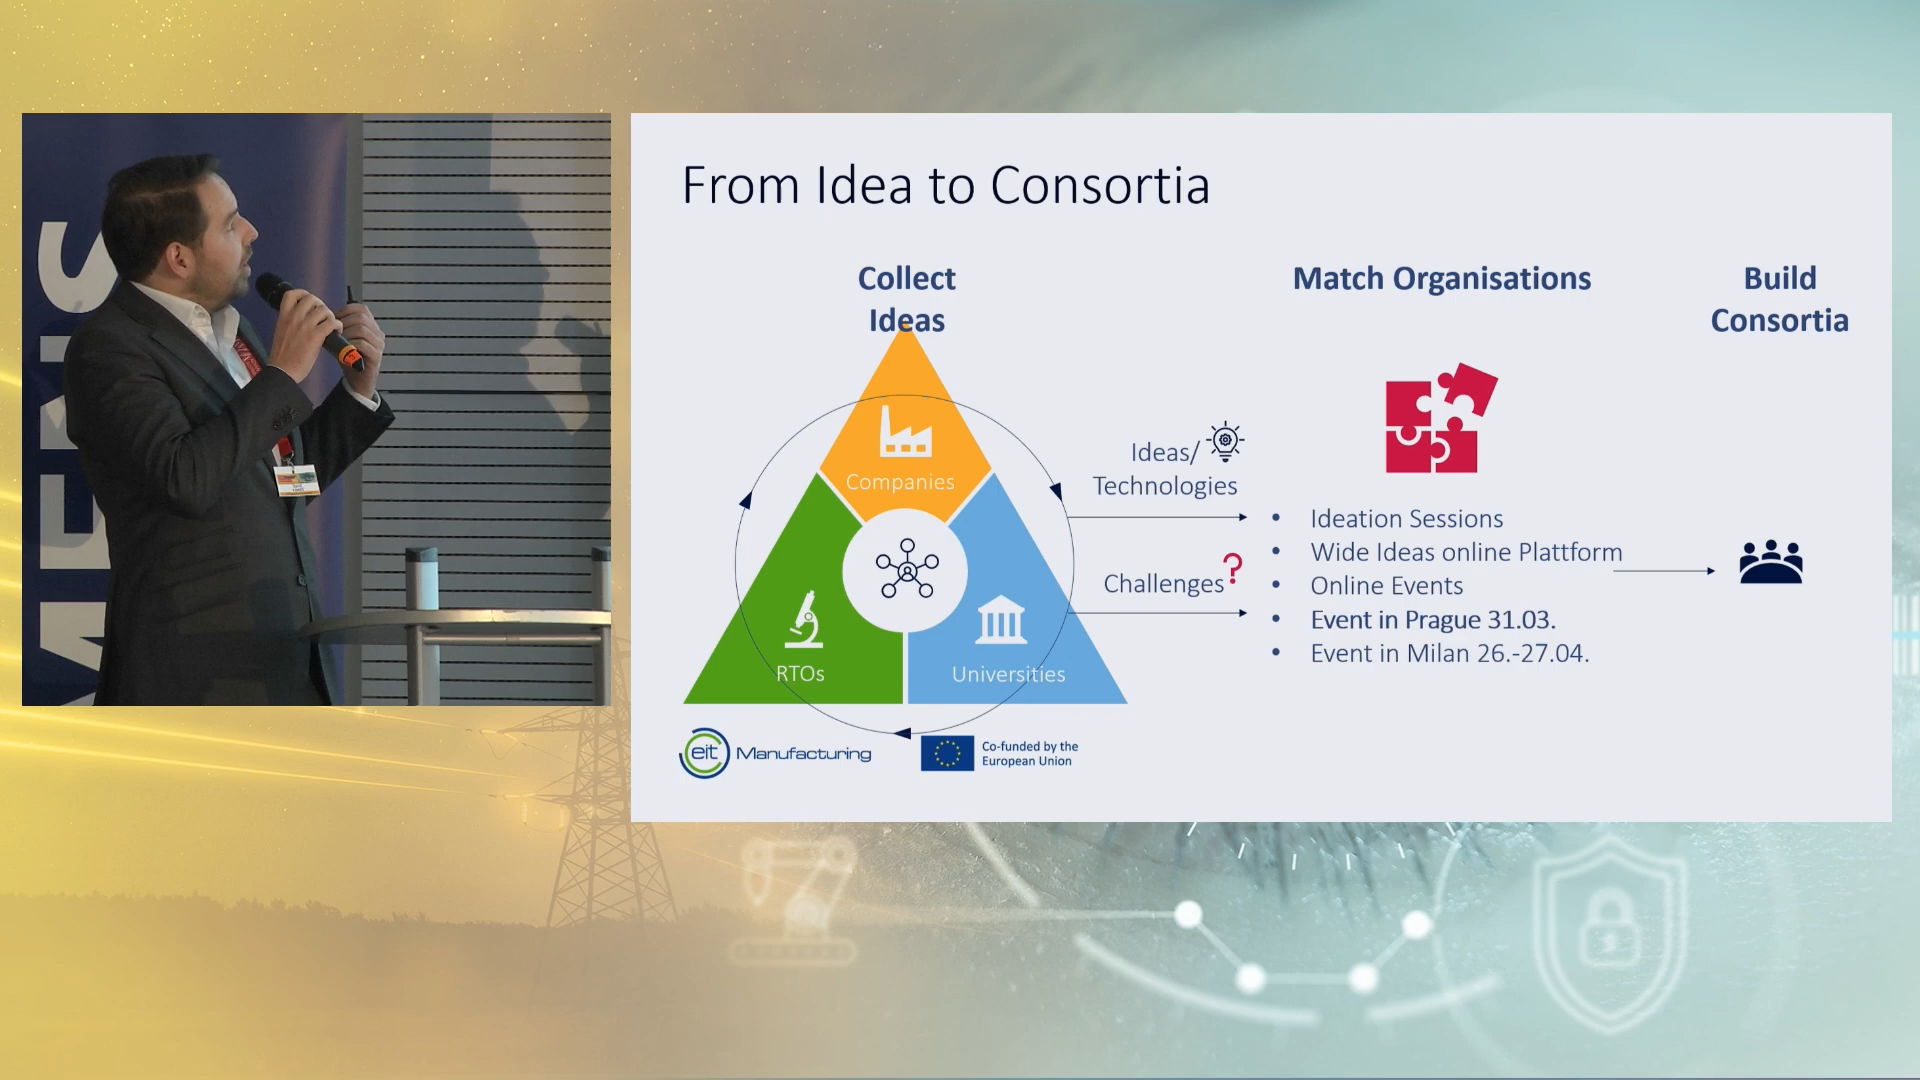 MENS
From Idea to Consortia
Collect
Ideas
Match Organisations
Build
Consortia
Companies
RTOs
Universities
Ideas/
Technologies
Challenges?
• Ideation Sessions
• Wide Ideas online Plattform
• Online Events
• Event in Prague 31.03.
• Event in Milan 26.-27.04.
eit Manufacturing
Co-funded by the
European Union